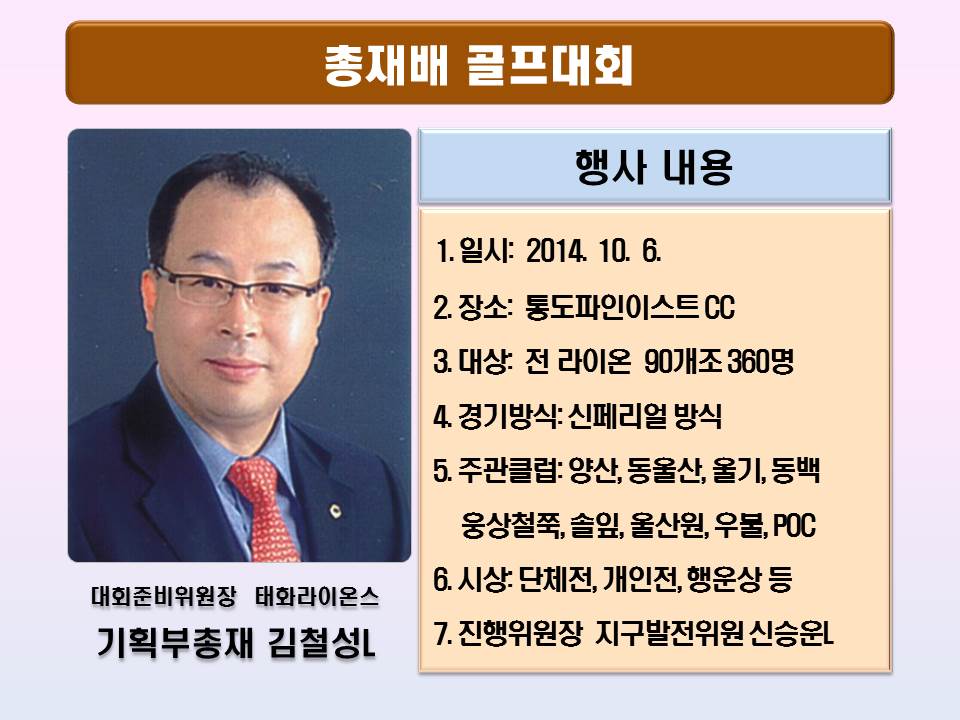 총재배 골프대회
행사 내용
1. 일시: 2014. 10. 6.
2. 장소: 통도파인이스트 CC
3. 대상: 전 라이온 90개조 360명
4. 경기방식: 신페리얼 방식
5. 주관클럽: 양산, 동울산, 울기, 동백
웅상철쭉, 솔잎, 울산원, 우불, POC
6. 시상: 단체전, 개인전, 행운상 등
7. 진행위원장 지구발전위원 신승운L
대회준비위원장 태화라이온스
기획부총재 김철성L